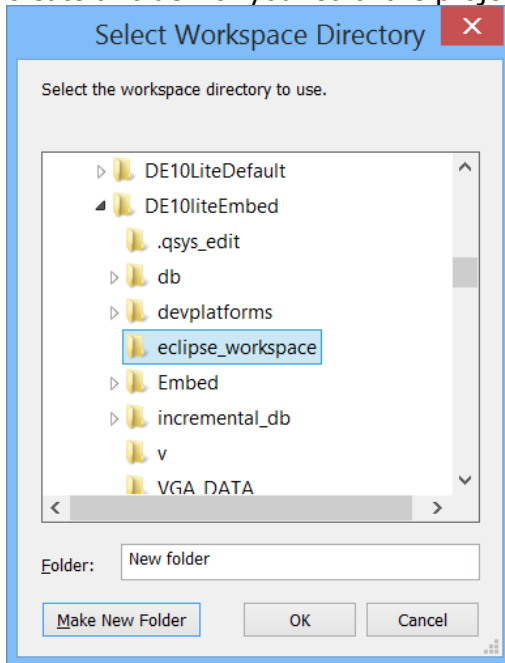 Select Workspace Directory
Select the workspace directory to use.
DE10LiteDefault
DE10liteEmbed
.qsys_edit
db
devplatforms
eclipse_workspace
Embed
incremental_db
v
VGA_DATA
Folder: New folder
Make New Folder OK Cancel